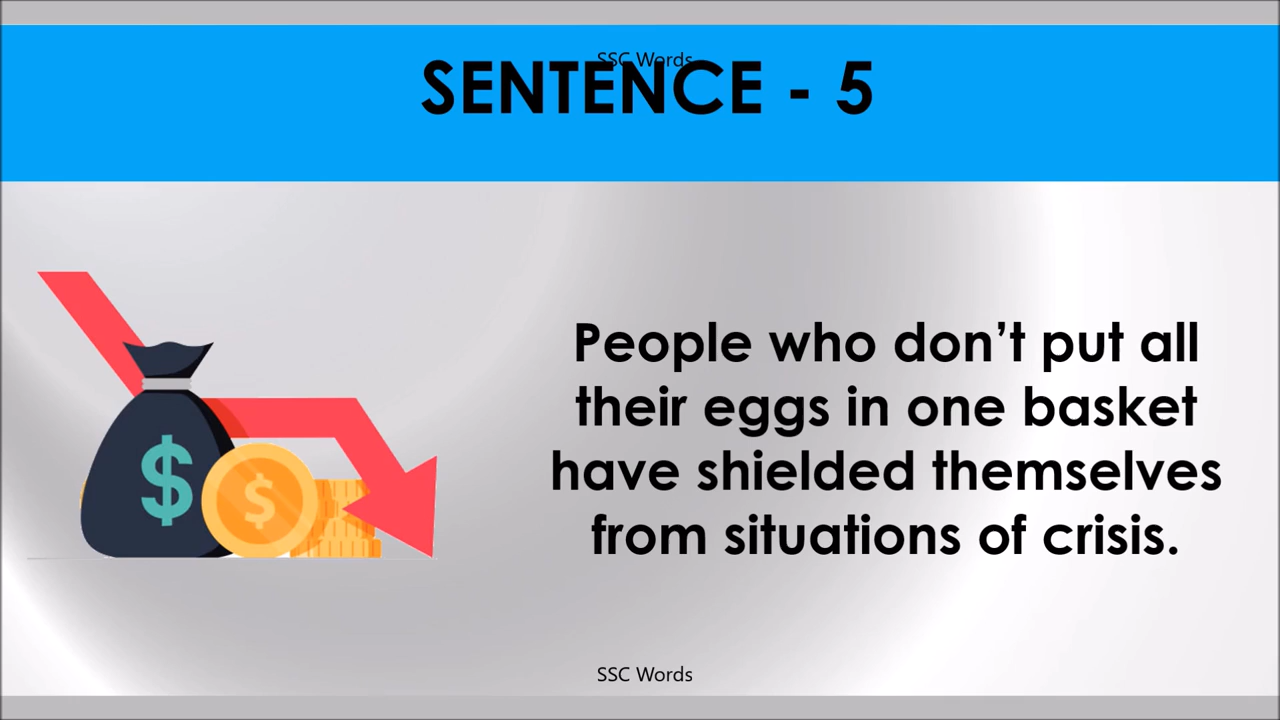 SSC Words
SENTENCE - 5
People who don’t put all
their eggs in one basket
have shielded themselves
from situations of crisis.
$
$
SSC Words